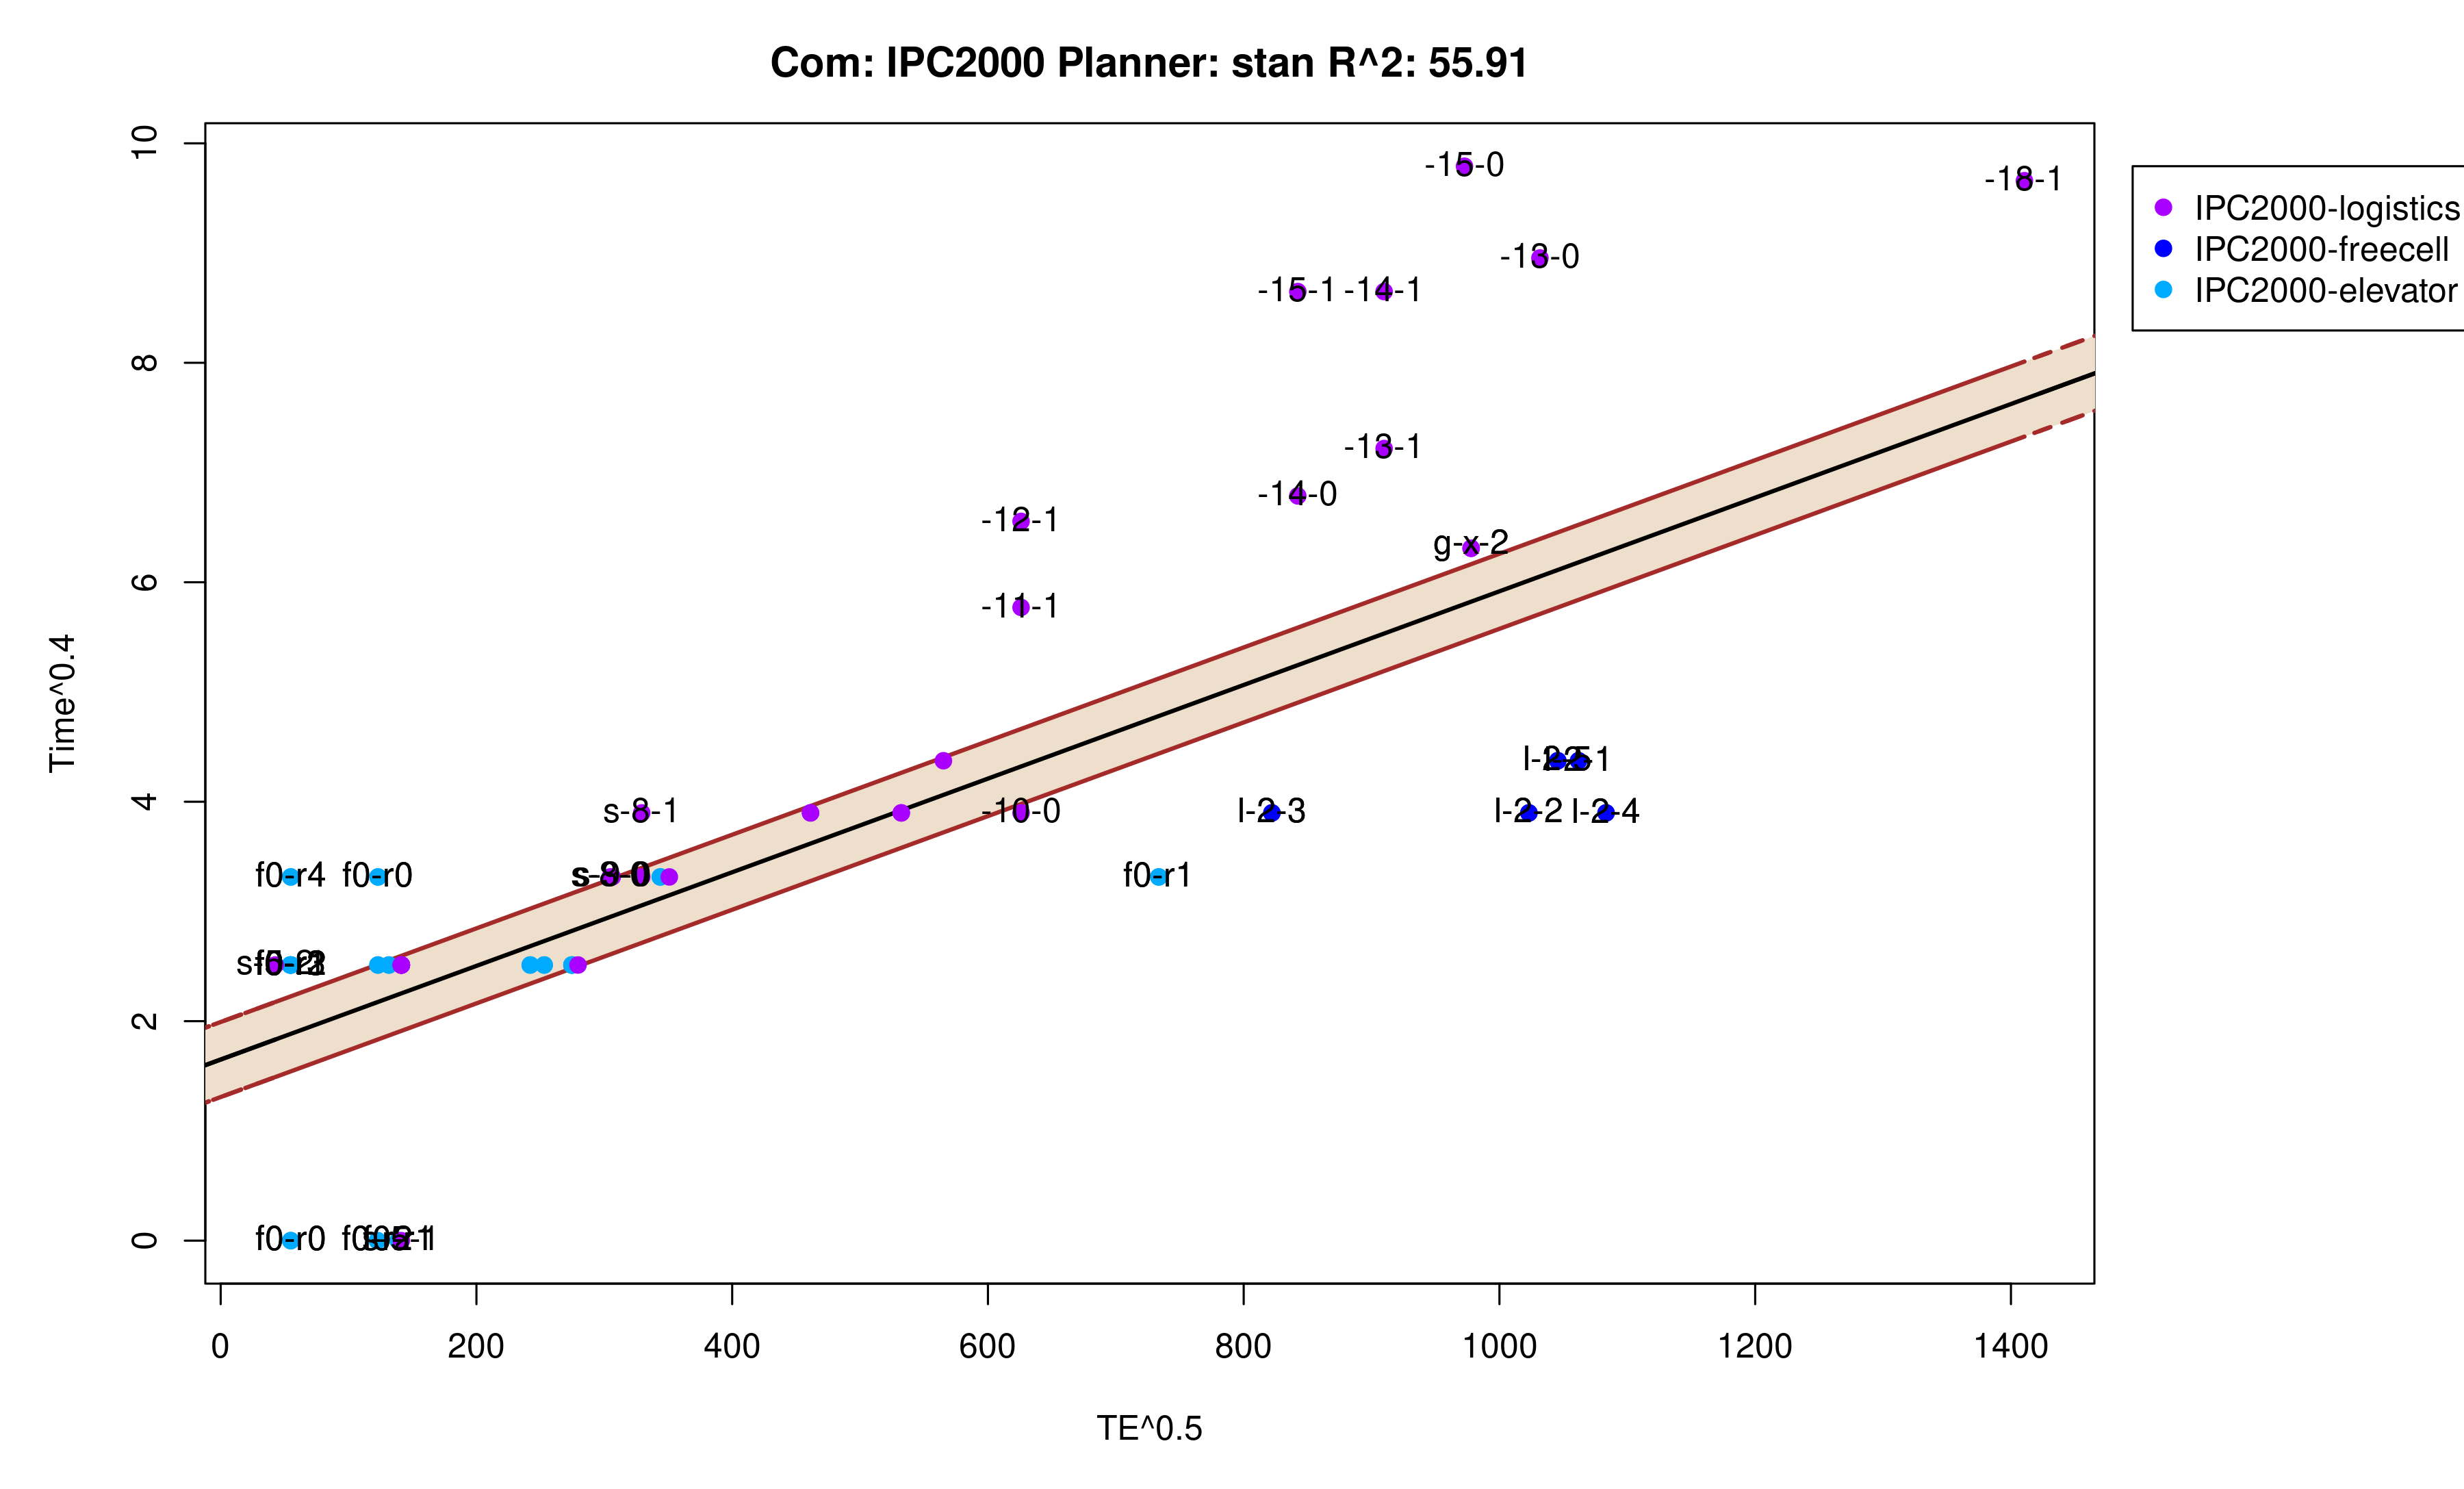 Com: IPC2000 Planner: stan R^2: 55.91
10
8
6
4
2
0
Time^0.4
-15-0
-18-1
-13-0
-15-1
-14-1
-13-1
-14-0
-12-1
g-x-2
-11-1
s-8-1
-10-0
l-2-3
l-2-2
l-2-4
f0-r4
f0-r0
f0-r1
f0-r0
0
200
400
600
800
1000
1200
1400
TE^0.5
IPC2000-logistics
IPC2000-freecell
IPC2000-elevator